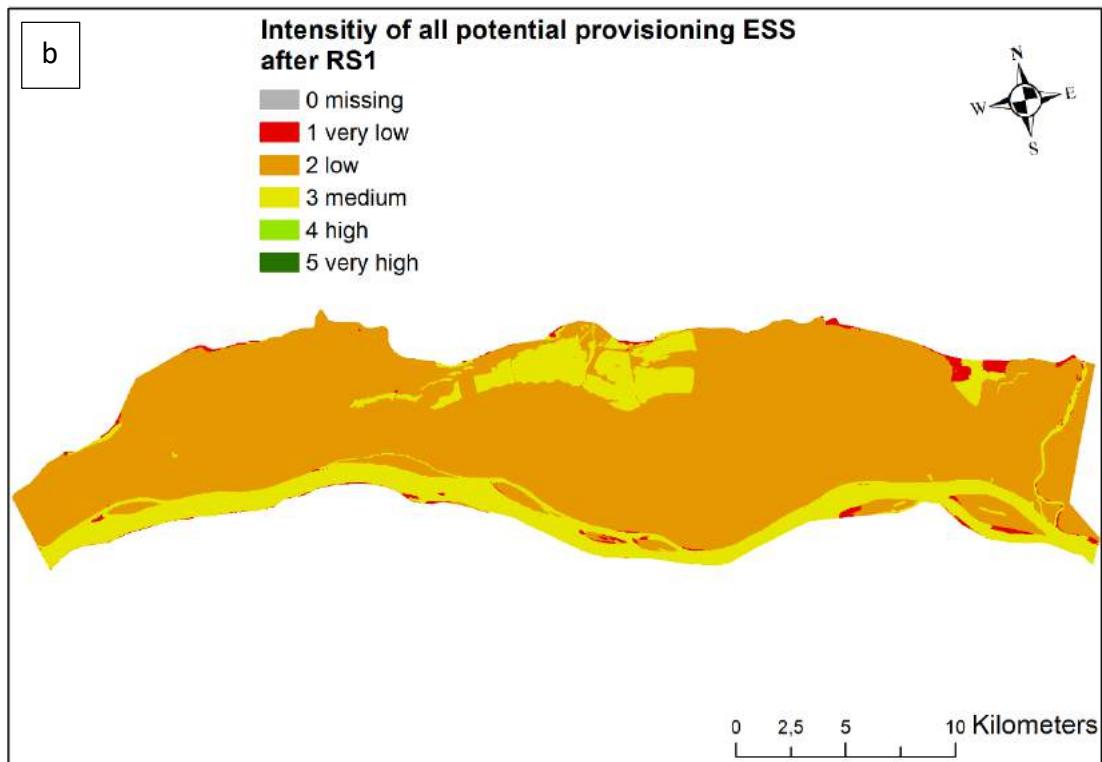 b
Intensitiy of all potential provisioning ESS
after RS1
0 missing
1 very low
2 low
3 medium
4 high
5 very high
N
W E
S
0 2,5 5 10 Kilometers